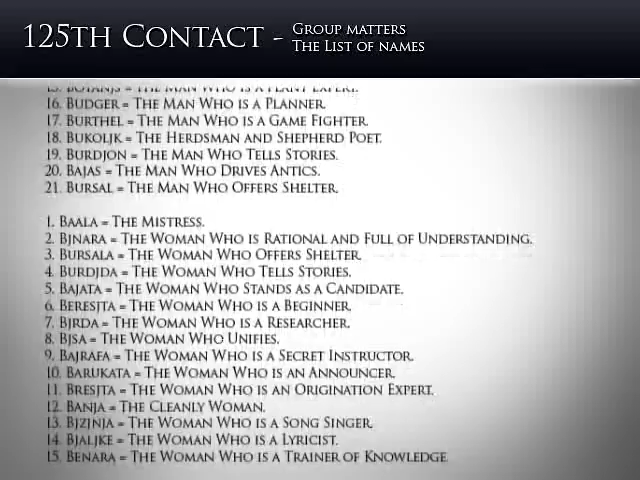 125th Contact - Group matters
The List of names
15. Botanjs = The Man Who is a Plant Expert.
16. Budger = The Man Who is a Planner.
17. Burthel = The Man Who is a Game Fighter.
18. Bukoljk = The Herdsman and Shepherd Poet.
19. Burdjon = The Man Who Tells Stories.
20. Bajas = The Man Who Drives Antics.
21. Bursal = The Man Who Offers Shelter.
1. Baala = The Mistress.
2. Bjnara = The Woman Who is Rational and Full of Understanding.
3. Bursala = The Woman Who Offers Shelter.
4. Burdjda = The Woman Who Tells Stories.
5. Bajata = The Woman Who Stands as a Candidate.
6. Beresjta = The Woman Who is a Beginner.
7. Bjrda = The Woman Who is a Researcher.
8. Bjsa = The Woman Who Unifies.
9. Bajrafa = The Woman Who is a Secret Instructor.
10. Barukata = The Woman Who is an Announcer.
11. Bresjta = The Woman Who is an Origination Expert.
12. Banja = The Cleanly Woman.
13. Bjzjnja = The Woman Who is a Song Singer.
14. Bjaljke = The Woman Who is a Lyricist.
15. Benara = The Woman Who is a Trainer of Knowledge.